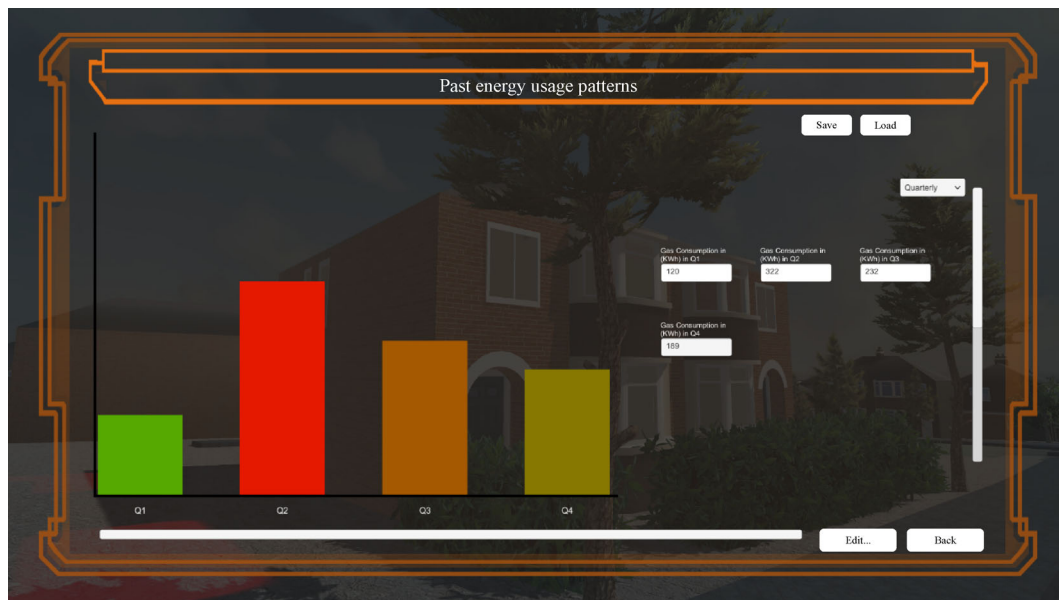 Past energy usage patterns
Save
Load
Quarterly
Gas Consumption in
(KWh) in Q1
120
Gas Consumption in
(KWh) in Q2
322
Gas Consumption in
(KWh) in Q3
232
Gas Consumption in
(KWh) in Q4
189
Q1
Q2
Q3
Q4
Edit...
Back